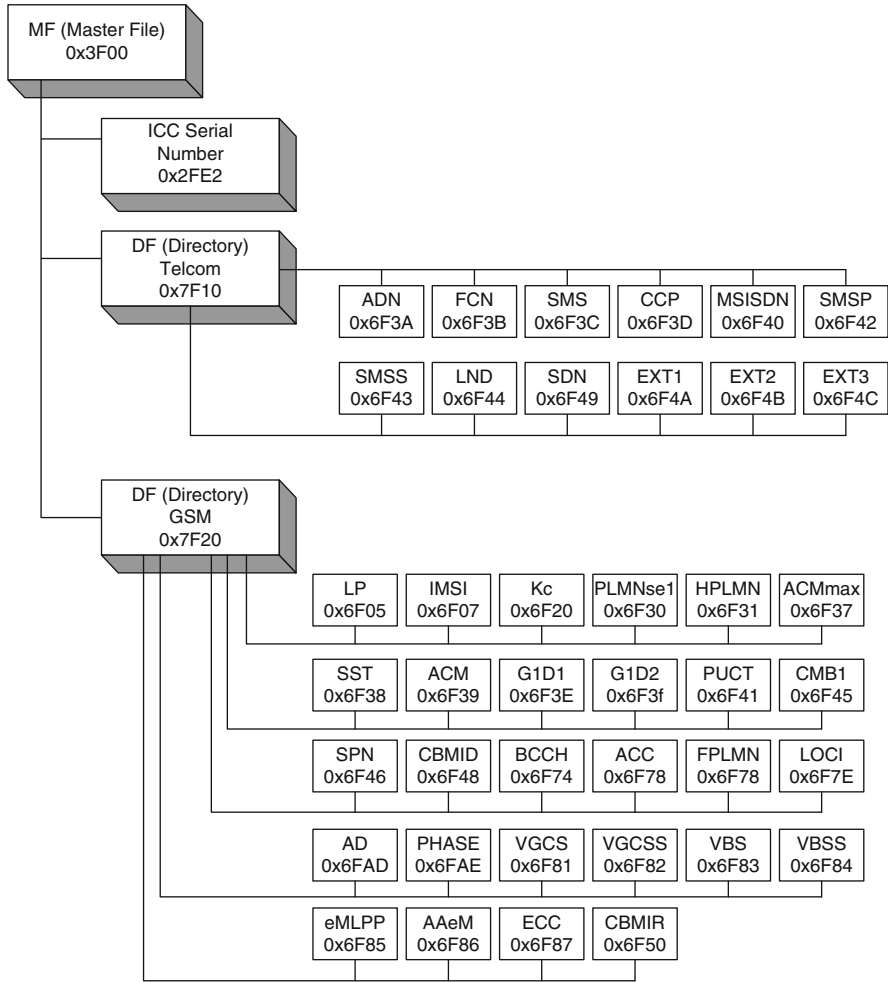 MF (Master File)
0x3F00
ICC Serial
Number
0x2FE2
DF (Directory)
Telcom
0x7F10
ADN
0x6F3A
FCN
0x6F3B
SMS
0x6F3C
CCP
0x6F3D
MSISDN
0x6F40
SMSP
0x6F42
SMSS
0x6F43
LND
0x6F44
SDN
0x6F49
EXT1
0x6F4A
EXT2
0x6F4B
EXT3
0x6F4C
DF (Directory)
GSM
0x7F20
LP
0x6F05
IMSI
0x6F07
Kc
0x6F20
PLMNse1
0x6F30
HPLMN
0x6F31
ACMmax
0x6F37
SST
0x6F38
ACM
0x6F39
G1D1
0x6F3E
G1D2
0x6F3f
PUCT
0x6F41
CMB1
0x6F45
SPN
0x6F46
CBMID
0x6F48
BCCH
0x6F74
ACC
0x6F78
FPLMN
0x6F78
LOCI
0x6F7E
AD
0x6FAD
PHASE
0x6FAE
VGCS
0x6F81
VGCSS
0x6F82
VBS
0x6F83
VBSS
0x6F84
eMLPP
0x6F85
AAeM
0x6F86
ECC
0x6F87
CBMIR
0x6F50